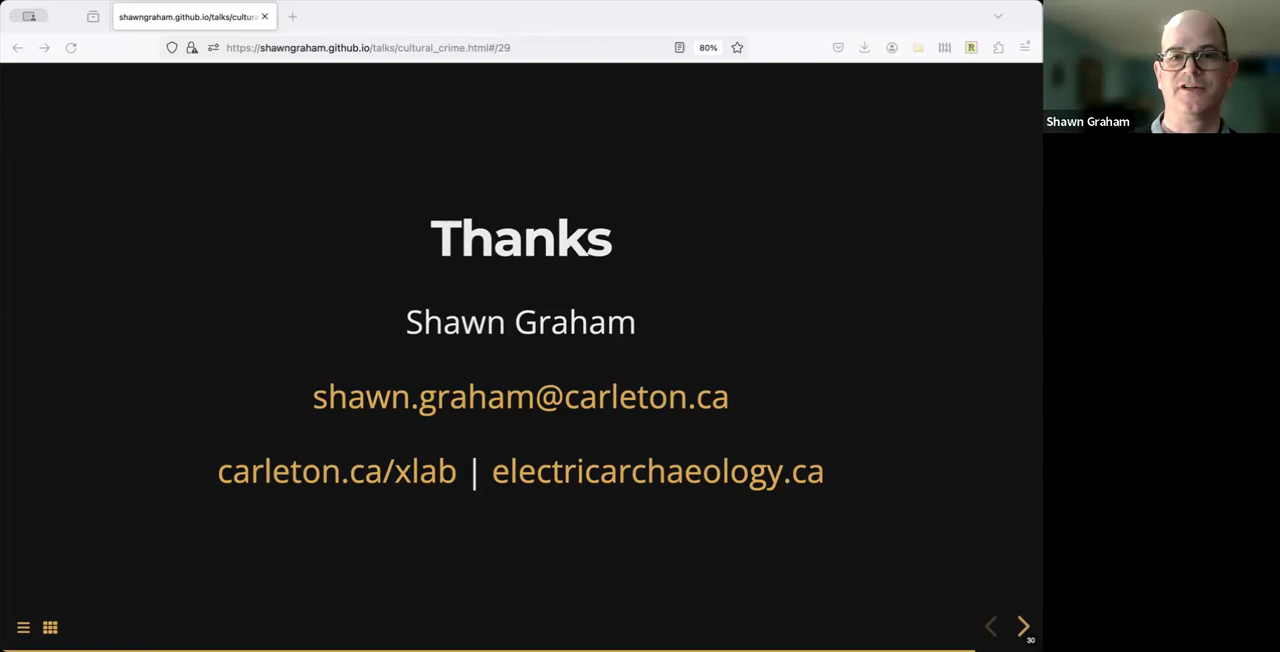 shawngraham.github.io/talks/cultura
https://shawngraham.github.io/talks/cultural_crime.html#/29
80%
R
Shawn Graham
Thanks
Shawn Graham
shawn.graham@carleton.ca
carleton.ca/xlab | electricarchaeology.ca
30